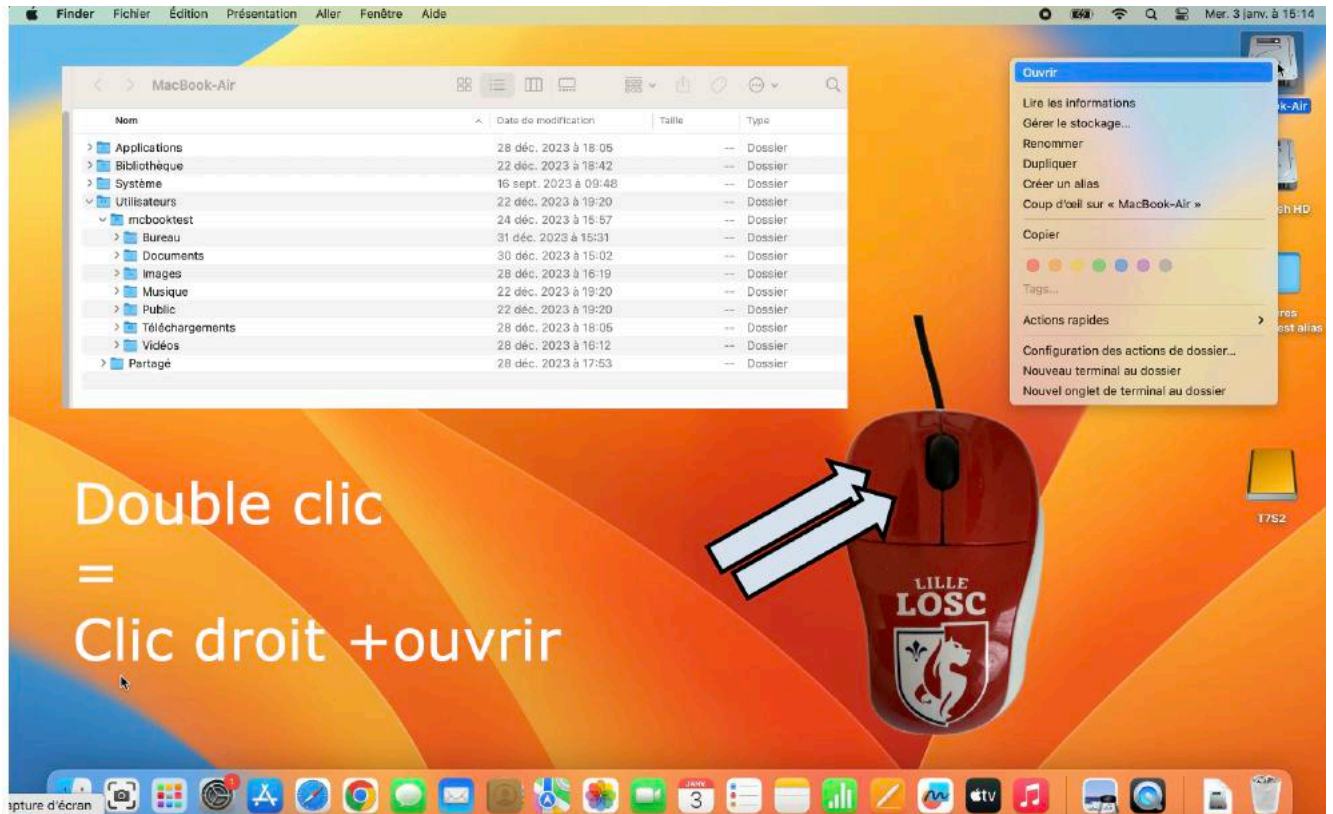 Finder Fichier Édition Présentation Aller Fenêtre Aide
Mer. 3 janv. à 15:14
MacBook-Air
Nom Date de modification Taille Type
Applications 28 déc. 2023 à 18:05 -- Dossier
Bibliothèque 22 déc. 2023 à 18:42 -- Dossier
Système 16 sept. 2023 à 09:48 -- Dossier
Utilisateurs 22 déc. 2023 à 19:20 -- Dossier
mcbooktest 24 déc. 2023 à 15:57 -- Dossier
Bureau 31 déc. 2023 à 15:31 -- Dossier
Documents 30 déc. 2023 à 15:02 -- Dossier
Images 28 déc. 2023 à 16:19 -- Dossier
Musique 22 déc. 2023 à 19:20 -- Dossier
Public 22 déc. 2023 à 19:20 -- Dossier
Téléchargements 28 déc. 2023 à 18:05 -- Dossier
Vidéos 28 déc. 2023 à 16:12 -- Dossier
Partagé 28 déc. 2023 à 17:53 -- Dossier
Ouvrir
Lire les informations
Gérer le stockage...
Renommer
Dupliquer
Créer un alias
Coup d'œil sur « MacBook-Air »
Copier
Tags...
Actions rapides
Configuration des actions de dossier...
Nouveau terminal au dossier
Nouvel onglet de terminal au dossier
k-Air
sh HD
res
est alias
T7S2
Double clic
=
Clic droit +ouvrir
LILLE
LOSC
apture d'écran
1
JANV
3
tv